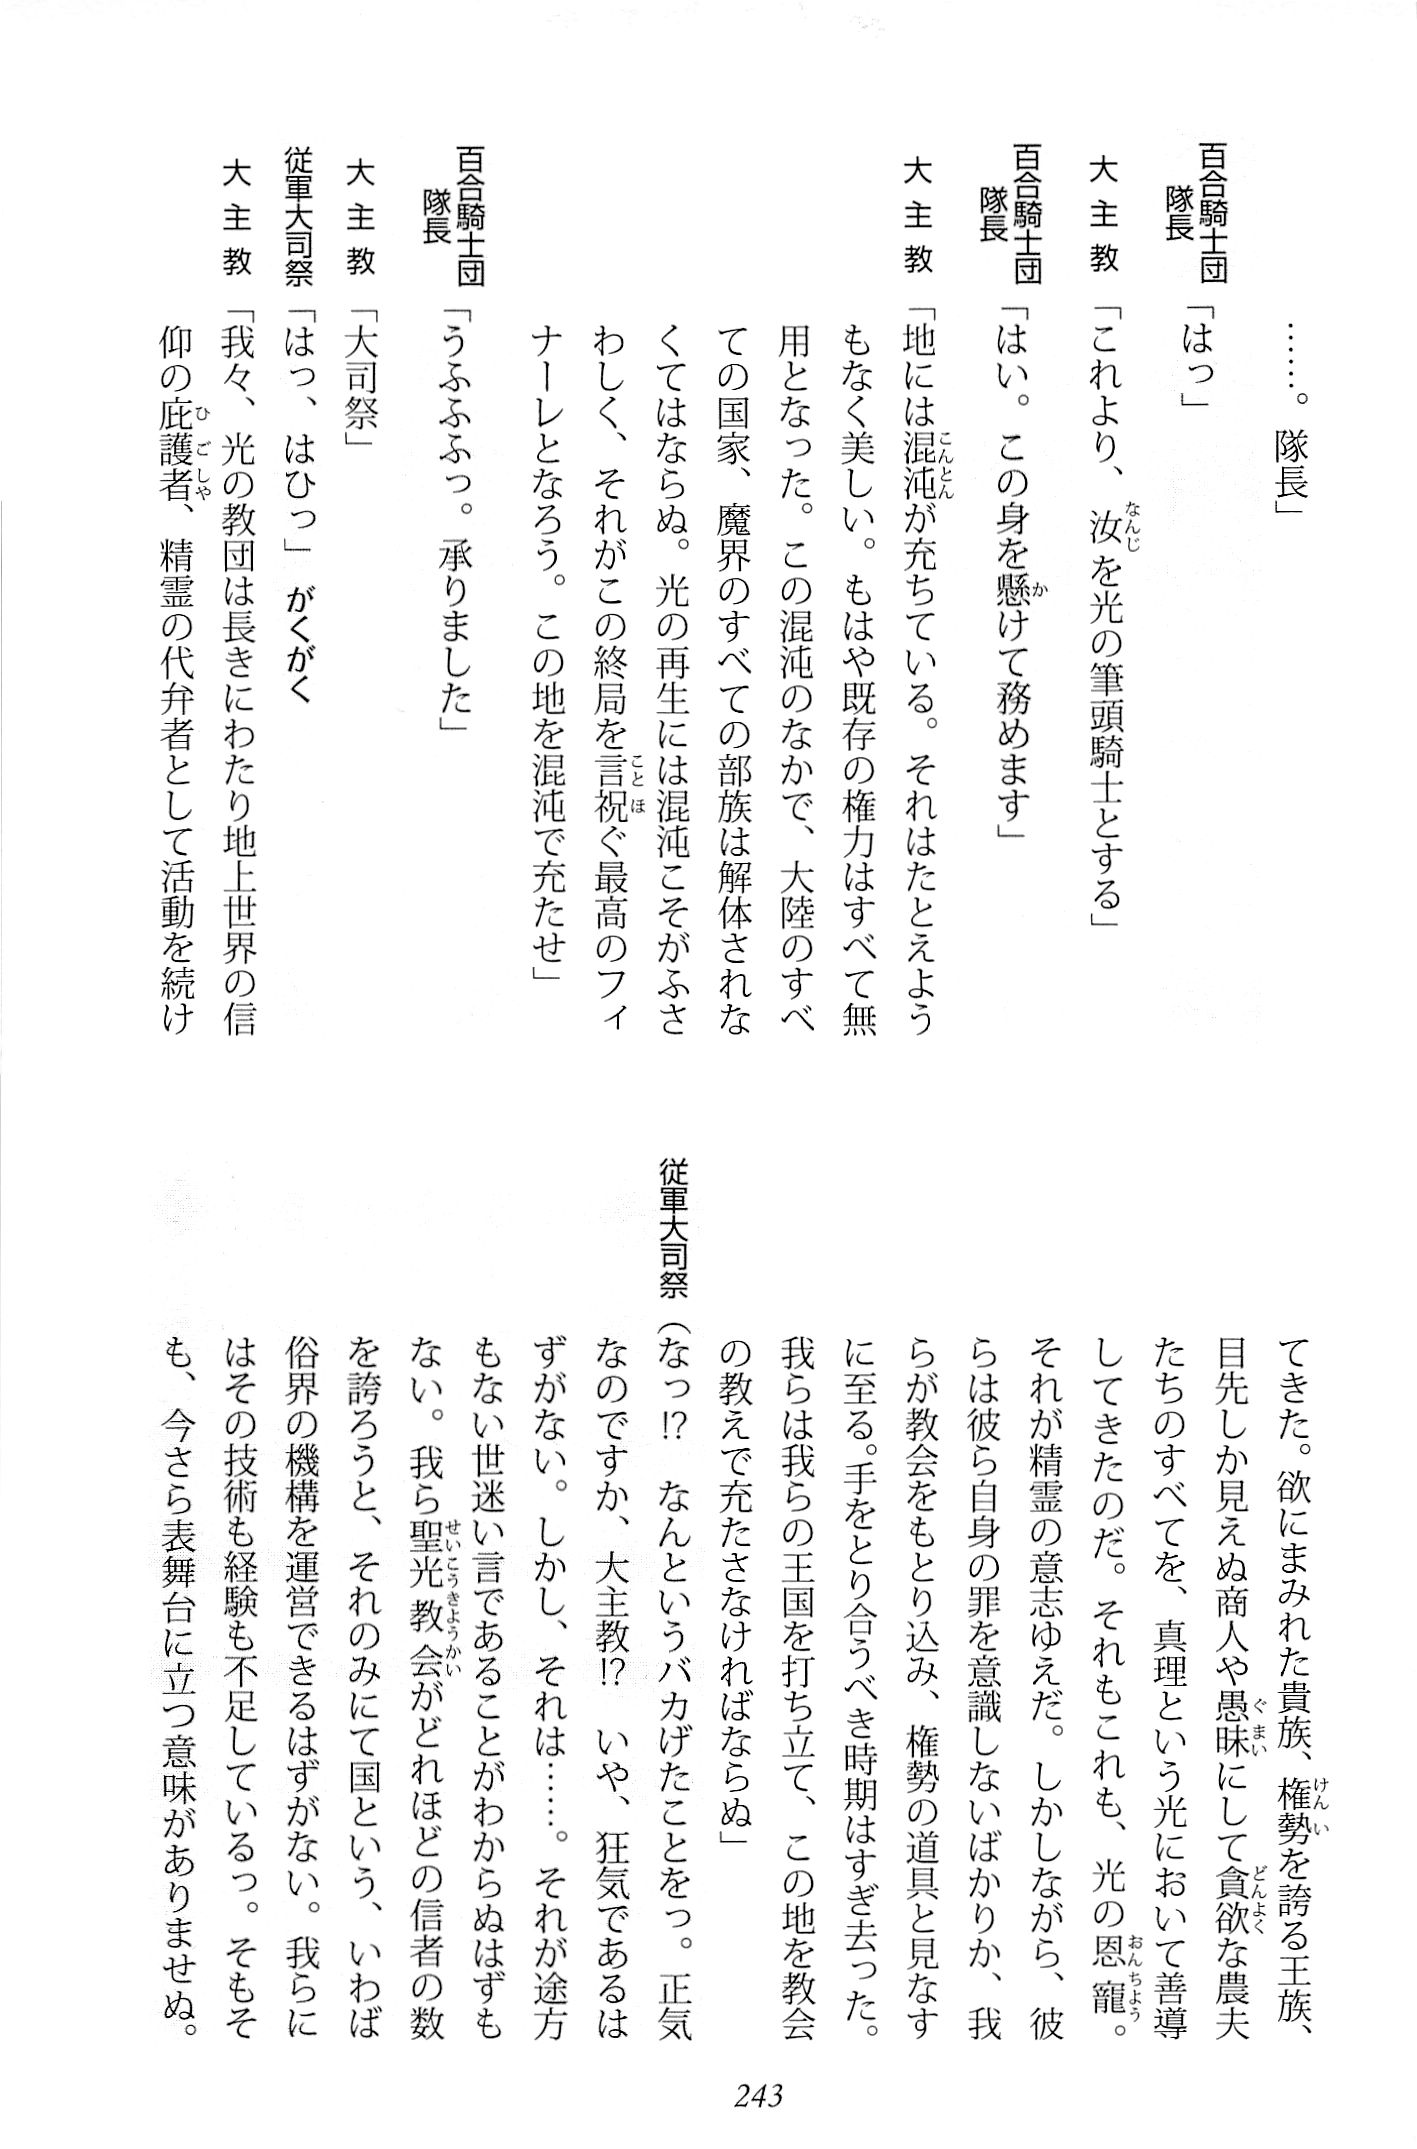 ……。隊長」
百合騎士団隊長「はっ」
大主教「これより、汝を光の筆頭騎士とする」
百合騎士団隊長「はい。この身を懸けて務めます」
大主教「地には混沌が充ちている。それはたとえよう
もなく美しい。もはや既存の権力はすべて無
用となった。この混沌のなかで、大陸のすべ
ての国家、魔界のすべての部族は解体されな
くてはならぬ。光の再生には混沌こそがふさ
わしく、それがこの終局を言祝ぐ最高のフィ
ナーレとなろう。この地を混沌で充たせ」
百合騎士団隊長「うふふふっ。承りました」
大主教「大司祭」
従軍大司祭「はっ、はひっ」がくがく
大主教「我々、光の教団は長きにわたり地上世界の信
仰の庇護者、精霊の代弁者として活動を続け
てきた。欲にまみれた貴族、権勢を誇る王族、
目先しか見えぬ商人や愚昧にして貪欲な農夫
たちのすべてを、真理という光において善導
してきたのだ。それもこれも、光の恩寵。
それが精霊の意志ゆえだ。しかしながら、彼
らは彼ら自身の罪を意識しないばかりか、我
らが教会をもとり込み、権勢の道具と見なす
に至る。手をとり合うべき時期はすぎ去った。
我らは我らの王国を打ち立て、この地を教会
の教えで充たさなければならぬ」
従軍大司祭（なっ!?　なんというバカげたことをっ。正気
なのですか、大主教!?　いや、狂気であるは
ずがない。しかし、それは……。それが途方
もない世迷い言であることがわからぬはずも
ない。我ら聖光教会がどれほどの信者の数
を誇ろうと、それのみにて国という、いわば
俗界の機構を運営できるはずがない。我らに
はその技術も経験も不足しているっ。そもそ
も、今さら表舞台に立つ意味がありませぬ。
243